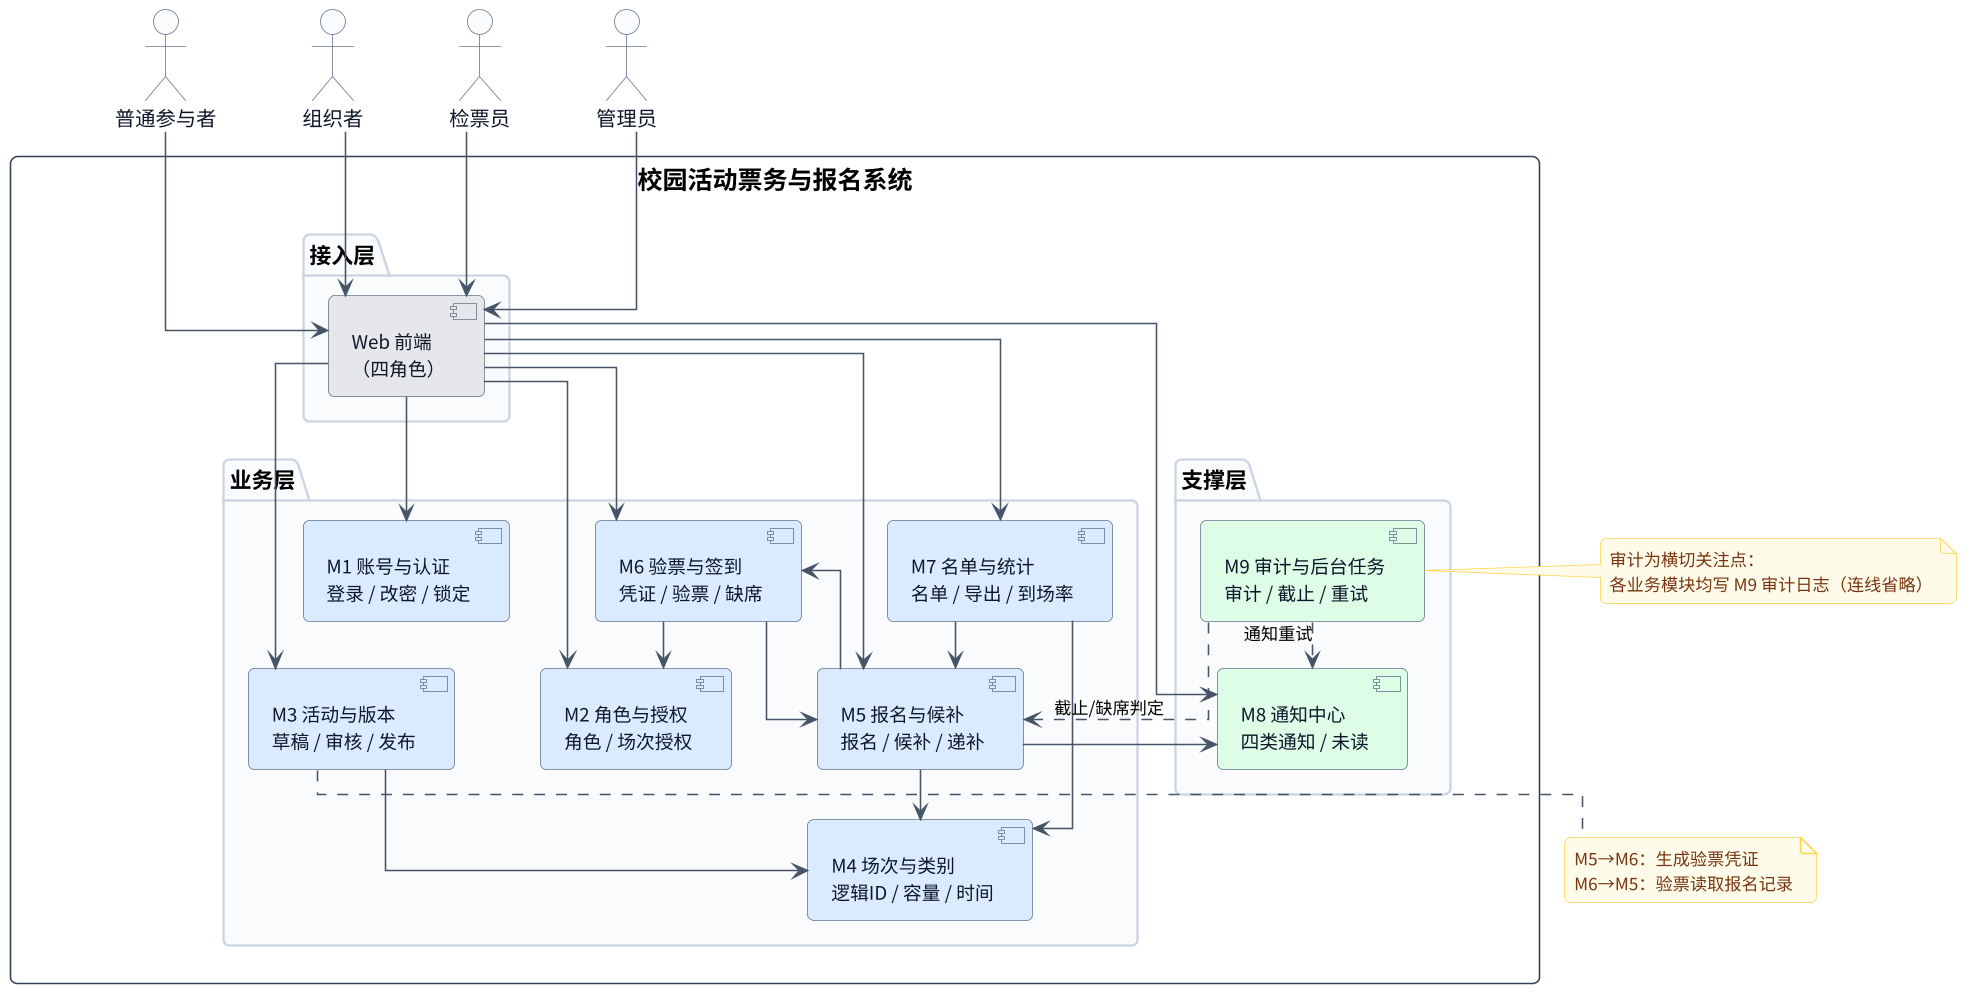 普通参与者
组织者
检票员
管理员
校园活动票务与报名系统
接入层
Web 前端
（四角色）
业务层
支撑层
M1 账号与认证
登录 / 改密 / 锁定
M6 验票与签到
凭证 / 验票 / 缺席
M7 名单与统计
名单 / 导出 / 到场率
M9 审计与后台任务
审计 / 截止 / 重试
审计为横切关注点：
各业务模块均写 M9 审计日志（连线省略）
通知重试
M3 活动与版本
草稿 / 审核 / 发布
M2 角色与授权
角色 / 场次授权
M5 报名与候补
报名 / 候补 / 递补
截止/缺席判定
M8 通知中心
四类通知 / 未读
M4 场次与类别
逻辑ID / 容量 / 时间
M5→M6：生成验票凭证
M6→M5：验票读取报名记录